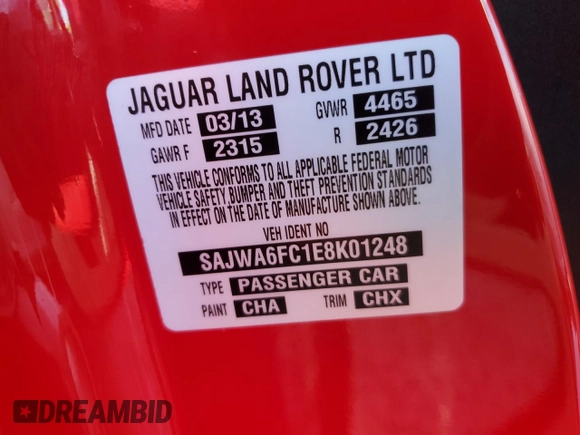 JAGUAR LAND ROVER LTD
MFD DATE 03/13 GVWR 4465
GAWR F 2315 R 2426
THIS VEHICLE CONFORMS TO ALL APPLICABLE FEDERAL MOTOR
VEHICLE SAFETY, BUMPER AND THEFT PREVENTION STANDARDS
IN EFFECT ON THE DATE OF MANUFACTURE SHOWN ABOVE.
VEH IDENT NO
SAJWA6FC1E8K01248
TYPE PASSENGER CAR
PAINT CHA TRIM CHX
DREAMBID